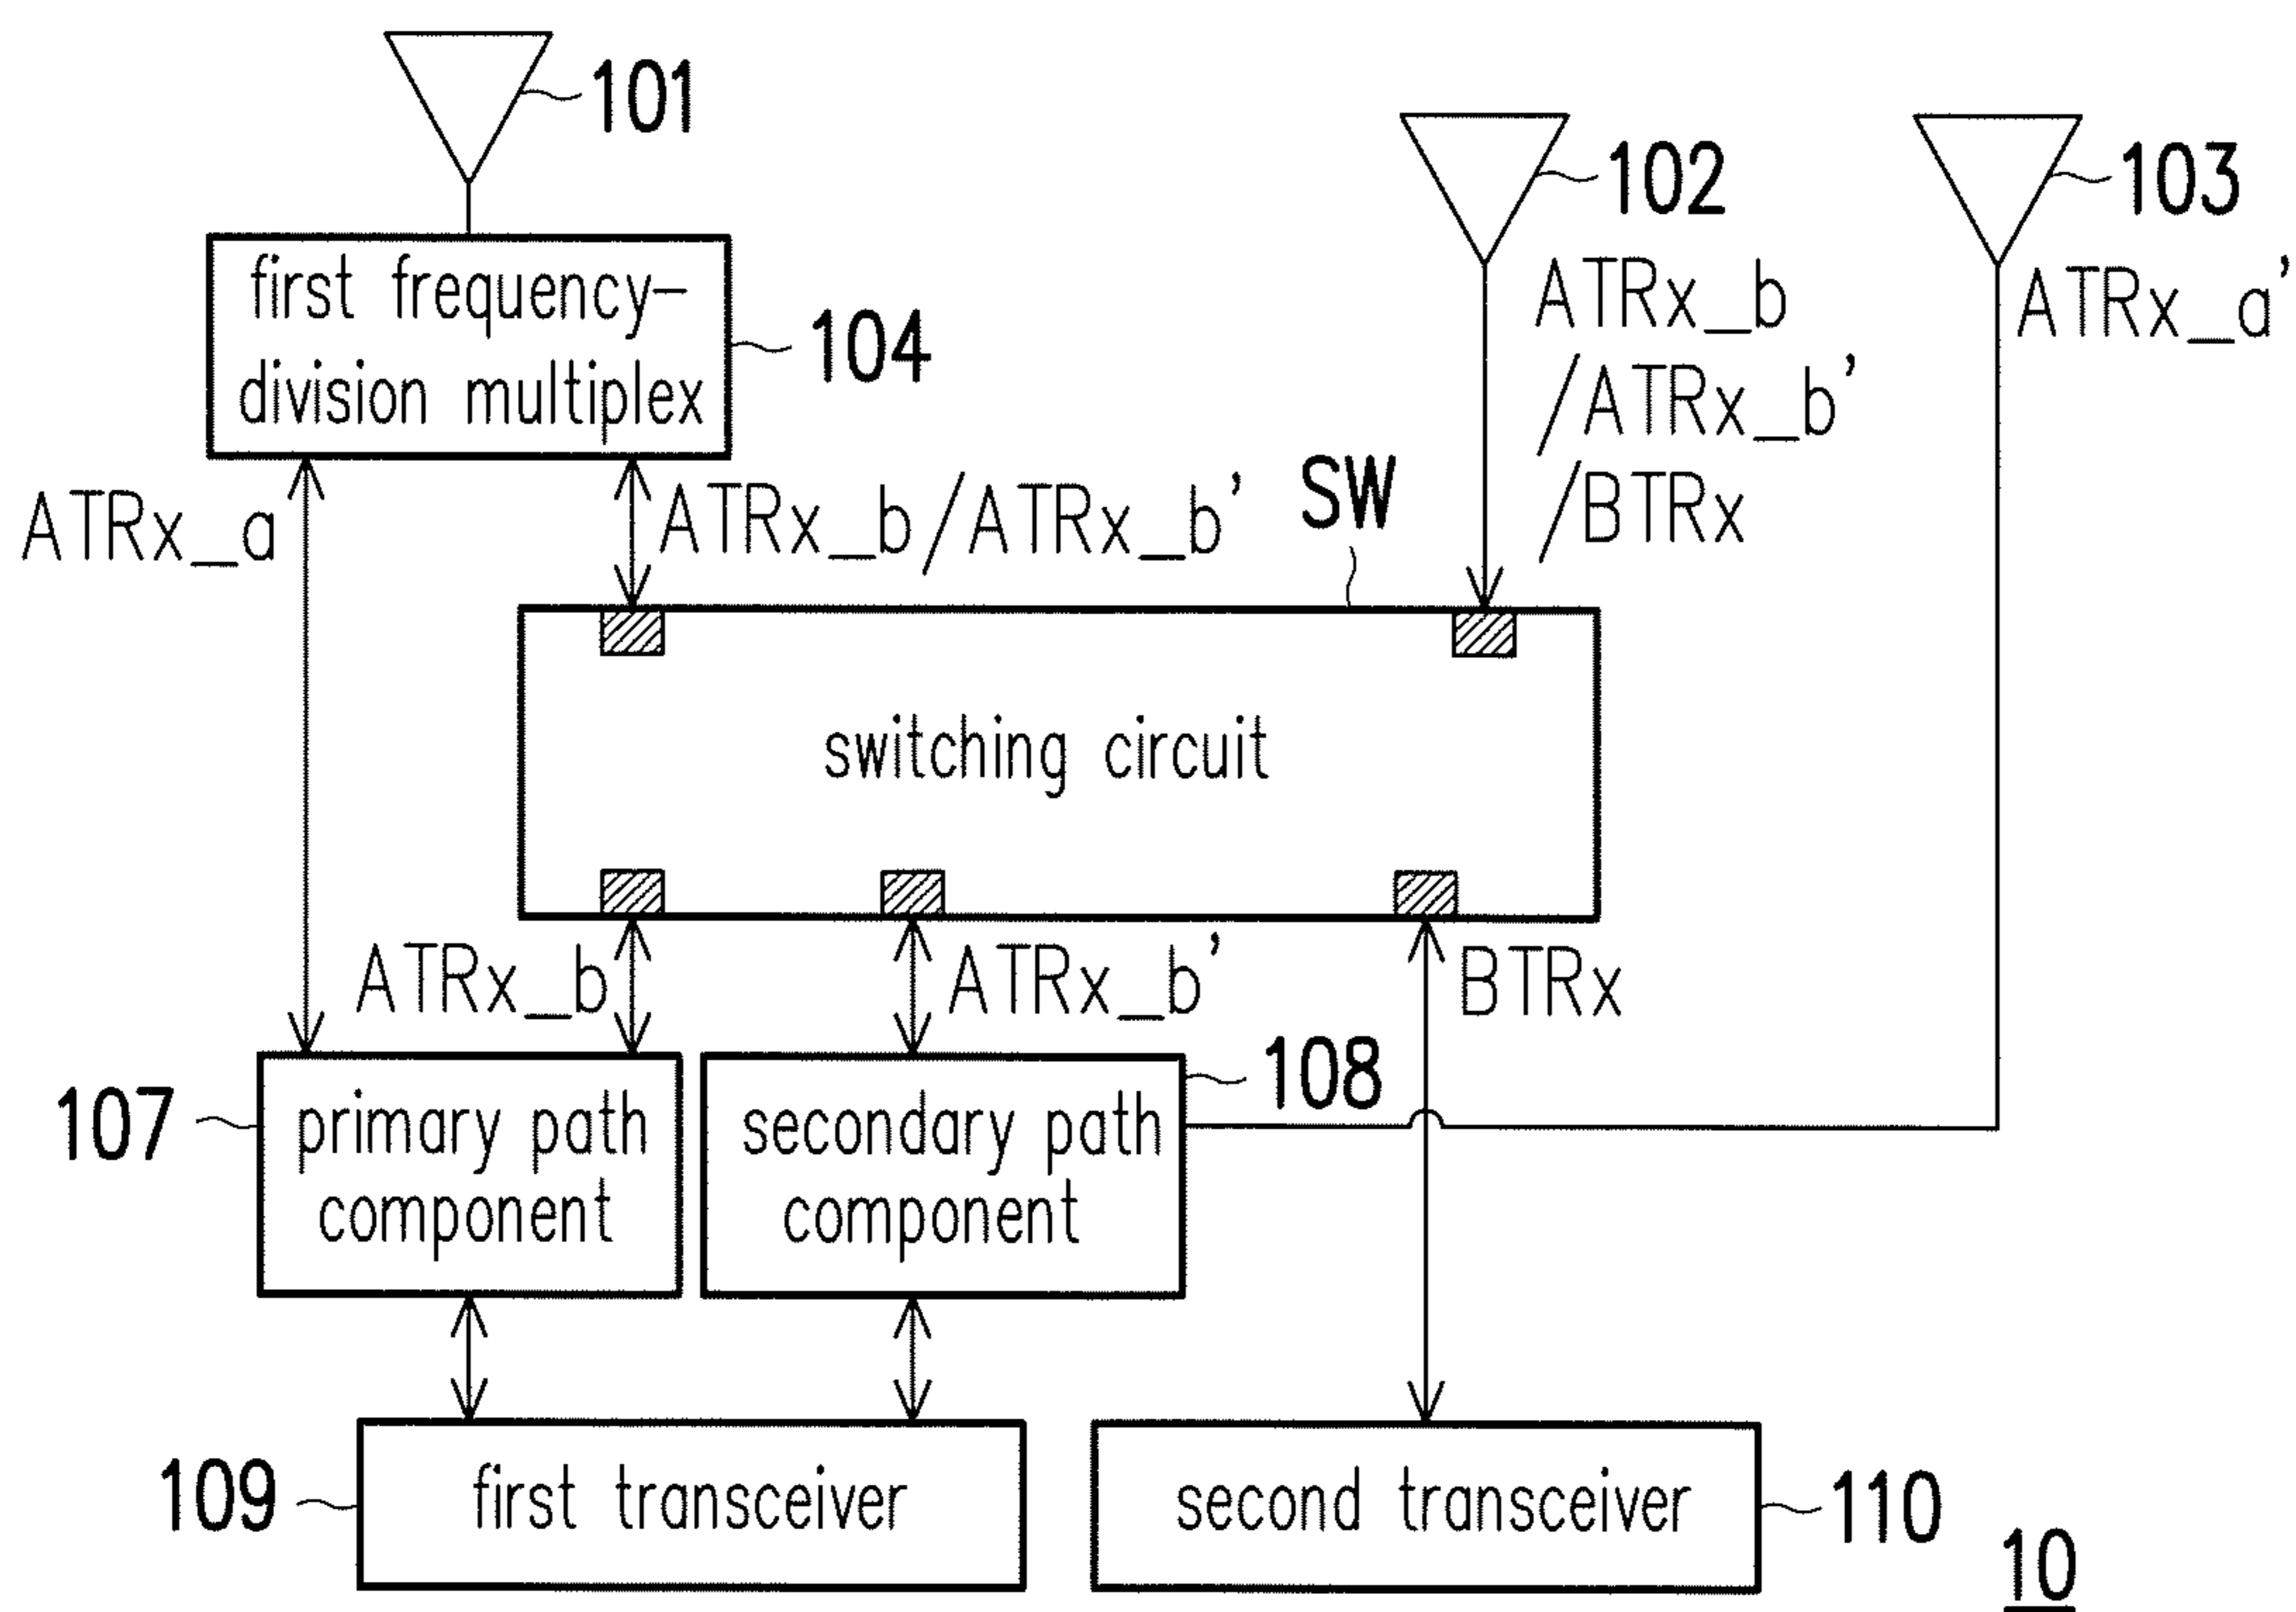 101
102
103
first frequency-
division multiplex
104
ATRx_b
/ATRx_b'
/BTRx
ATRx_a'
ATRx_a
ATRx_b/ATRx_b'
SW
switching circuit
ATRx_b
ATRx_b'
BTRx
107
primary path
component
secondary path
component
108
109
first transceiver
second transceiver
110
10